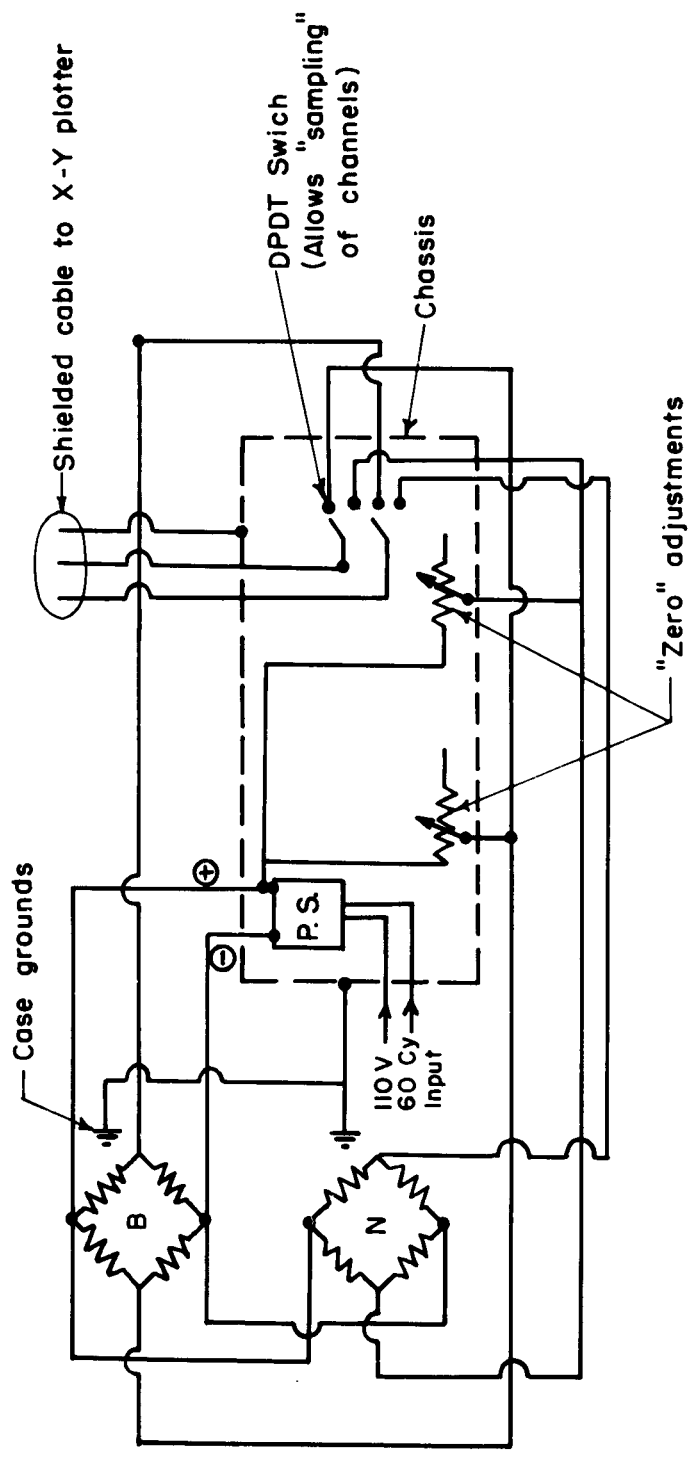 Shielded cable to X-Y plotter
DPDT Swich
(Allows "sampling"
of channels)
Chassis
"Zero" adjustments
Case grounds
+
−
P.S.
110 V
60 Cy
Input
B
N